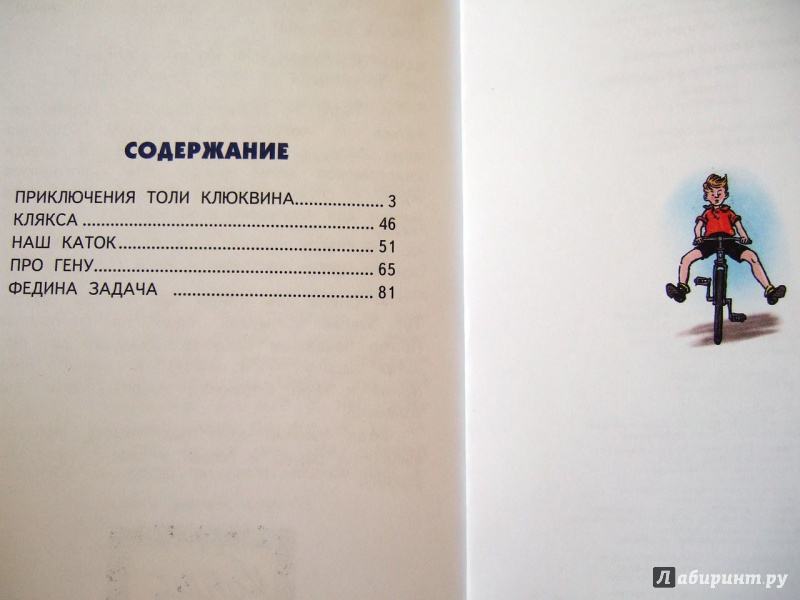 СОДЕРЖАНИЕ
ПРИКЛЮЧЕНИЯ ТОЛИ КЛЮКВИНА.................... 3
КЛЯКСА ................................................................ 46
НАШ КАТОК........................................................ 51
ПРО ГЕНУ............................................................ 65
ФЕДИНА ЗАДАЧА ............................................ 81
Лабиринт.ру